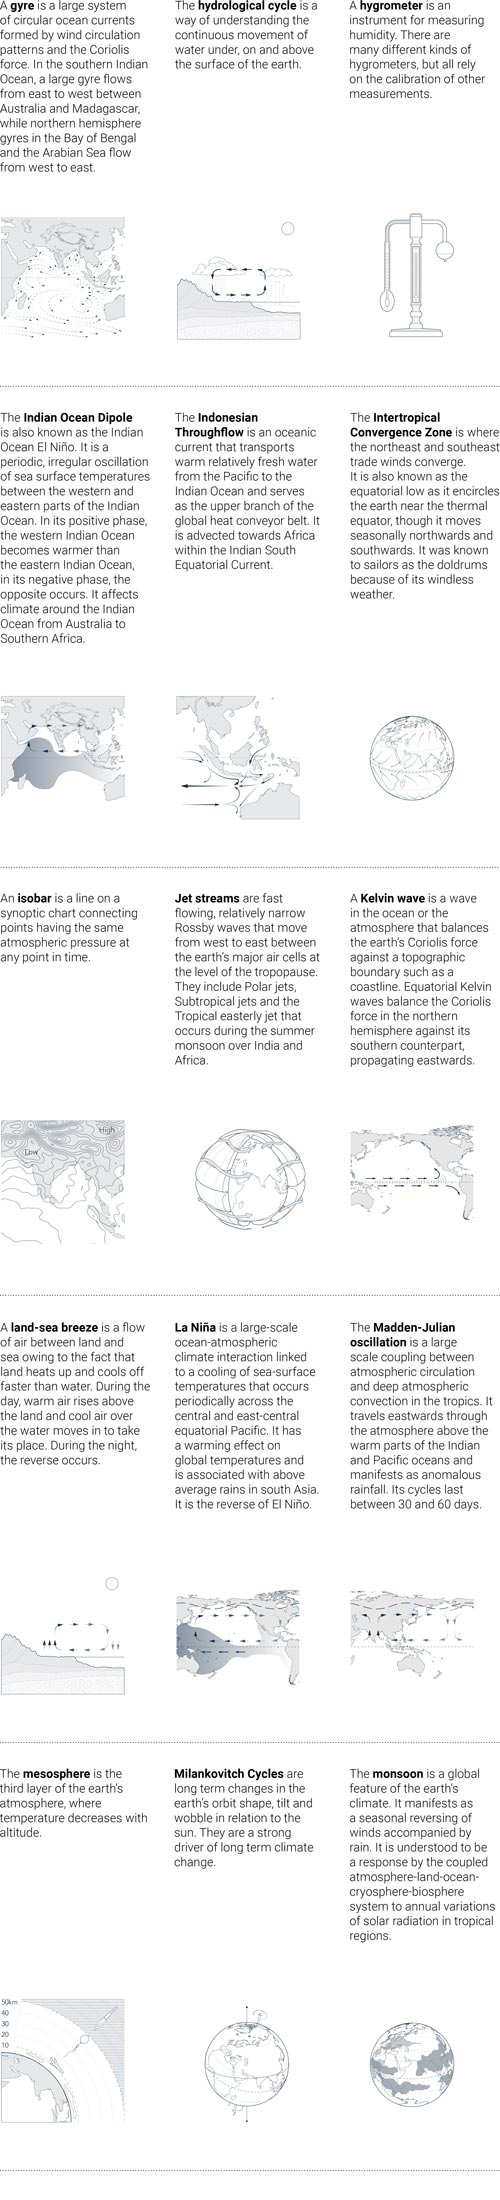 A gyre is a large system
of circular ocean currents
formed by wind circulation
patterns and the Coriolis
force. In the southern Indian
Ocean, a large gyre flows
from east to west between
Australia and Madagascar,
while northern hemisphere
gyres in the Bay of Bengal
and the Arabian Sea flow
from west to east.
The hydrological cycle is a
way of understanding the
continuous movement of
water under, on and above
the surface of the earth.
A hygrometer is an
instrument for measuring
humidity. There are
many different kinds of
hygrometers, but all rely
on the calibration of other
measurements.
The Indian Ocean Dipole
is also known as the Indian
Ocean El Niño. It is a
periodic, irregular oscillation
of sea surface temperatures
between the western and
eastern parts of the Indian
Ocean. In its positive phase,
the western Indian Ocean
becomes warmer than
the eastern Indian Ocean,
in its negative phase, the
opposite occurs. It affects
climate around the Indian
Ocean from Australia to
Southern Africa.
The Indonesian
Throughflow is an oceanic
current that transports
warm relatively fresh water
from the Pacific to the
Indian Ocean and serves
as the upper branch of the
global heat conveyor belt. It
is advected towards Africa
within the Indian South
Equatorial Current.
The Intertropical
Convergence Zone is where
the northeast and southeast
trade winds converge.
It is also known as the
equatorial low as it encircles
the earth near the thermal
equator, though it moves
seasonally northwards and
southwards. It was known
to sailors as the doldrums
because of its windless
weather.
An isobar is a line on a
synoptic chart connecting
points having the same
atmospheric pressure at
any point in time.
Jet streams are fast
flowing, relatively narrow
Rossby waves that move
from west to east between
the earth's major air cells at
the level of the tropopause.
They include Polar jets,
Subtropical jets and the
Tropical easterly jet that
occurs during the summer
monsoon over India and
Africa.
A Kelvin wave is a wave
in the ocean or the
atmosphere that balances
the earth's Coriolis force
against a topographic
boundary such as a
coastline. Equatorial Kelvin
waves balance the Coriolis
force in the northern
hemisphere against its
southern counterpart,
propagating eastwards.
High
Low
A land-sea breeze is a flow
of air between land and
sea owing to the fact that
land heats up and cools off
faster than water. During the
day, warm air rises above
the land and cool air over
the water moves in to take
its place. During the night,
the reverse occurs.
La Niña is a large-scale
ocean-atmospheric
climate interaction linked
to a cooling of sea-surface
temperatures that occurs
periodically across the
central and east-central
equatorial Pacific. It has
a warming effect on
global temperatures and
is associated with above
average rains in south Asia.
It is the reverse of El Niño.
The Madden-Julian
oscillation is a large
scale coupling between
atmospheric circulation
and deep atmospheric
convection in the tropics. It
travels eastwards through
the atmosphere above the
warm parts of the Indian
and Pacific oceans and
manifests as anomalous
rainfall. Its cycles last
between 30 and 60 days.
The mesosphere is the
third layer of the earth's
atmosphere, where
temperature decreases with
altitude.
Milankovitch Cycles are
long term changes in the
earth's orbit shape, tilt and
wobble in relation to the
sun. They are a strong
driver of long term climate
change.
The monsoon is a global
feature of the earth's
climate. It manifests as
a seasonal reversing of
winds accompanied by
rain. It is understood to be
a response by the coupled
atmosphere-land-ocean-
cryosphere-biosphere
system to annual variations
of solar radiation in tropical
regions.
50km
40
30
20
10